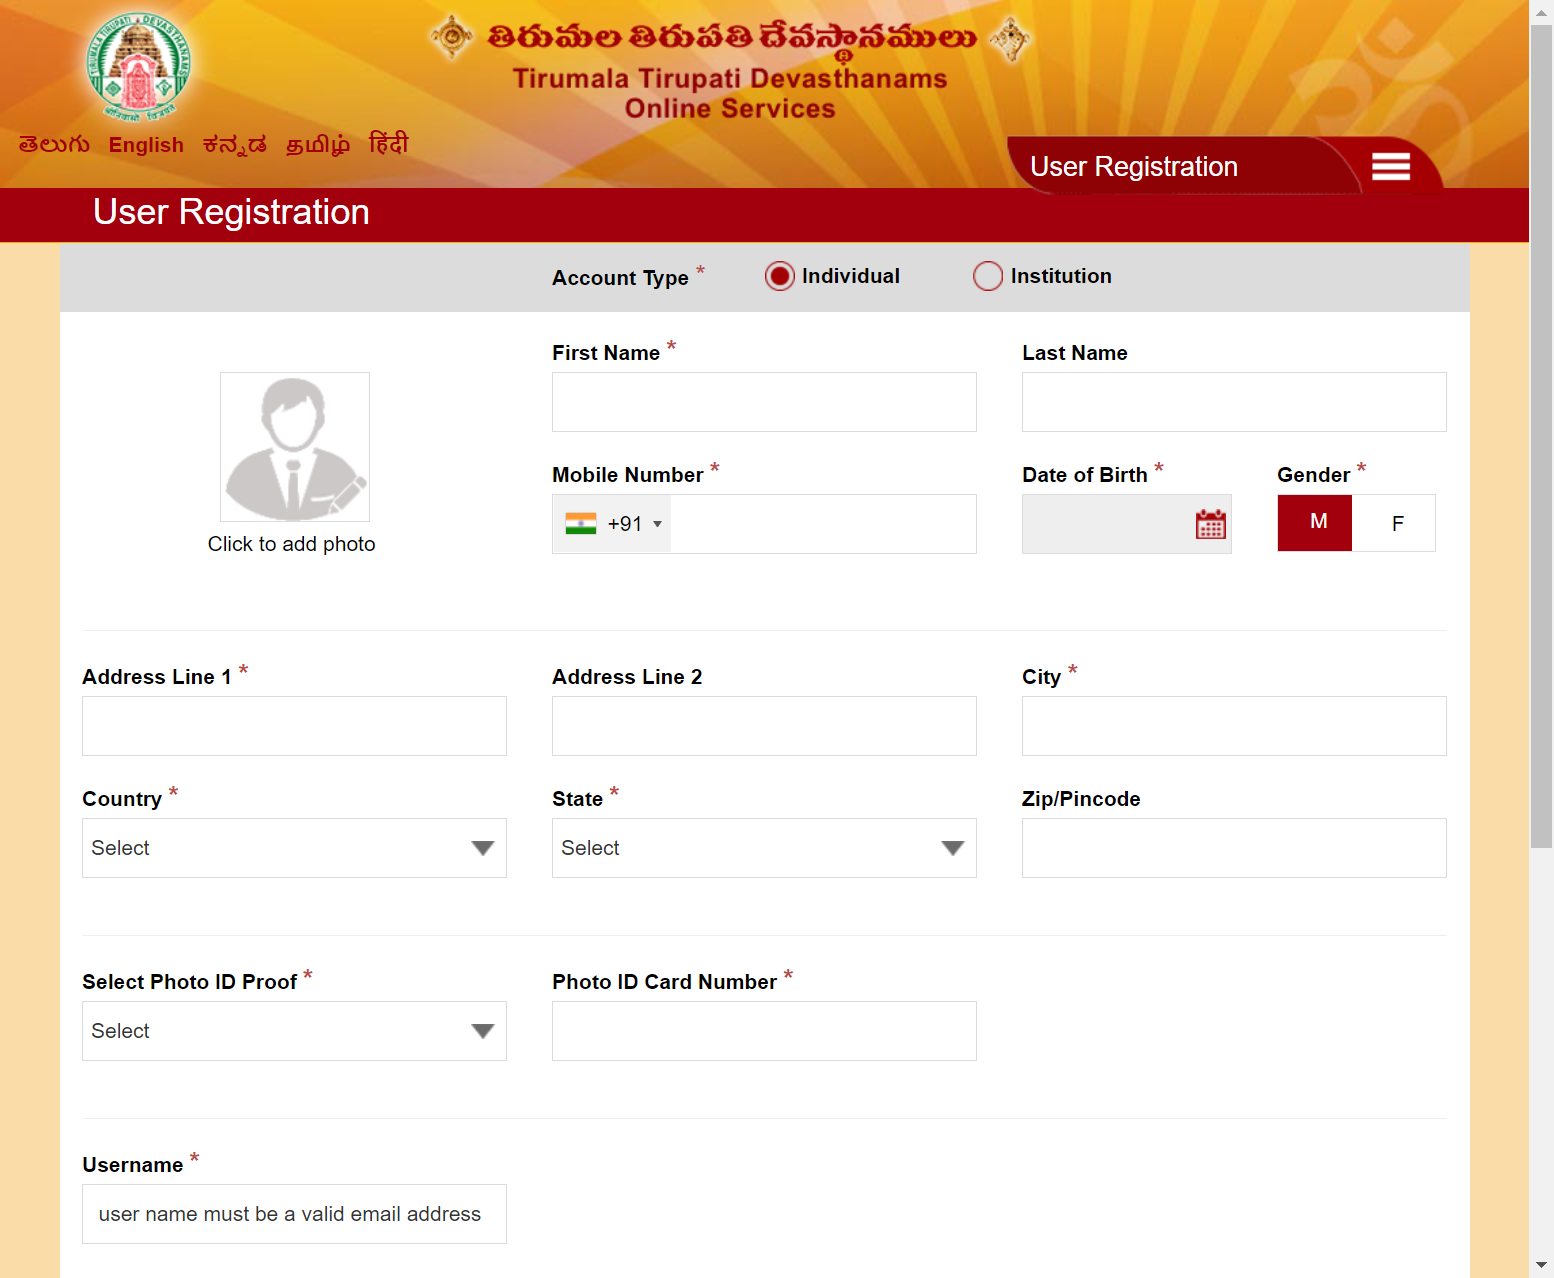 TIRUMALA TIRUPATI DEVASTHANAMS
తిరుమల తిరుపతి దేవస్థానములు
Tirumala Tirupati Devasthanams
Online Services
తెలుగు English ಕನ್ನಡ தமிழ் हिंदी
User Registration
User Registration
Account Type * Individual Institution
First Name * Last Name
Click to add photo
Mobile Number * Date of Birth * Gender *
+91 M F
Address Line 1 * Address Line 2 City *
Country * State * Zip/Pincode
Select Select
Select Photo ID Proof * Photo ID Card Number *
Select
Username *
user name must be a valid email address